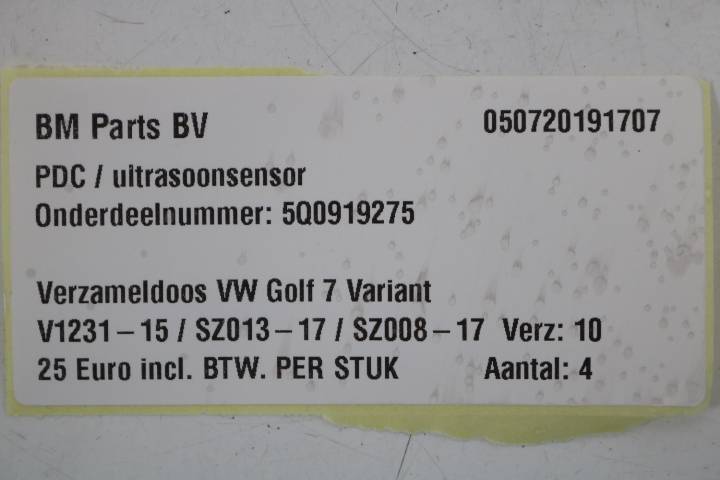 BM Parts BV 050720191707
PDC / uitrasoonsensor
Onderdeelnummer: 5Q0919275
Verzameldoos VW Golf 7 Variant
V1231-15 / SZ013-17 / SZ008-17 Verz: 10
25 Euro incl. BTW. PER STUK Aantal: 4